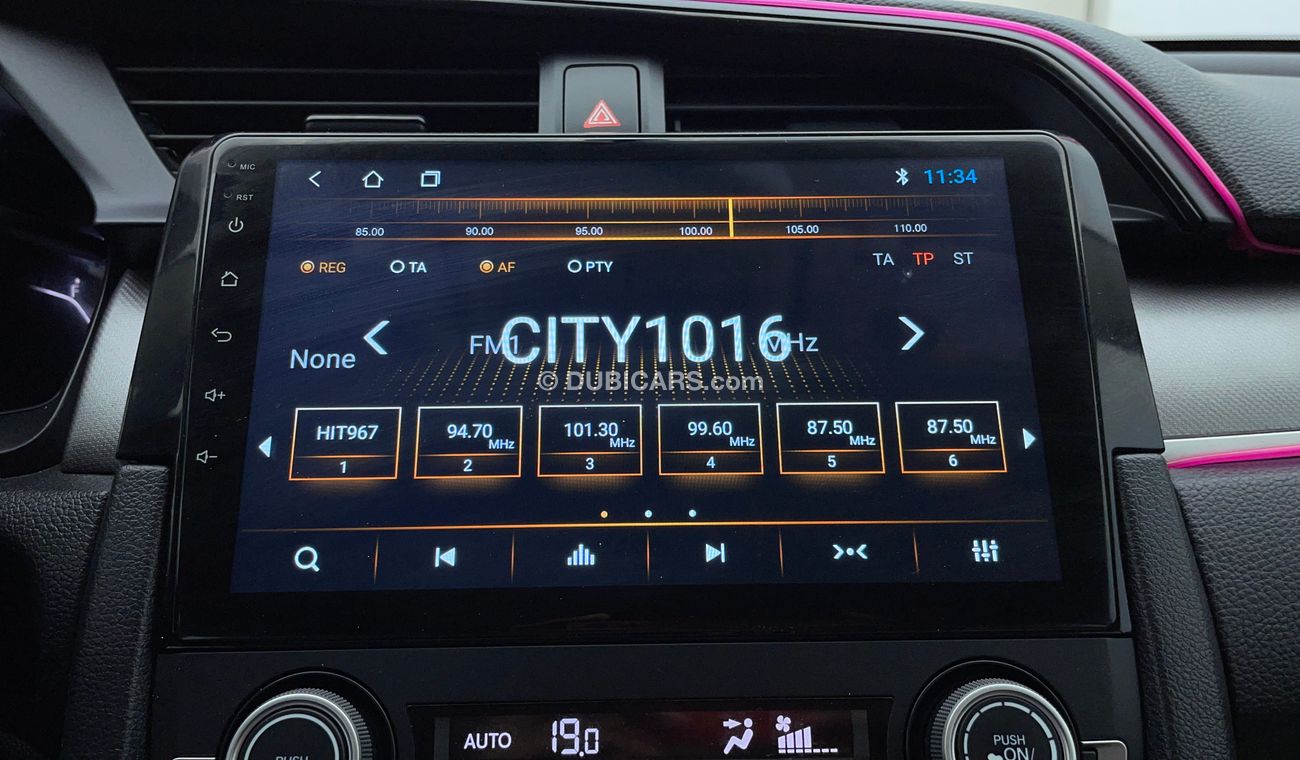 MIC
RST
11:34
85.00 90.00 95.00 100.00 105.00 110.00
REG TA AF PTY TA TP ST
None FM1 CITY1016 MHz
© DUBICARS.com
HIT967 94.70 MHz 101.30 MHz 99.60 MHz 87.50 MHz 87.50 MHz
1 2 3 4 5 6
AUTO 19.0
PUSH
PUSH
ON/